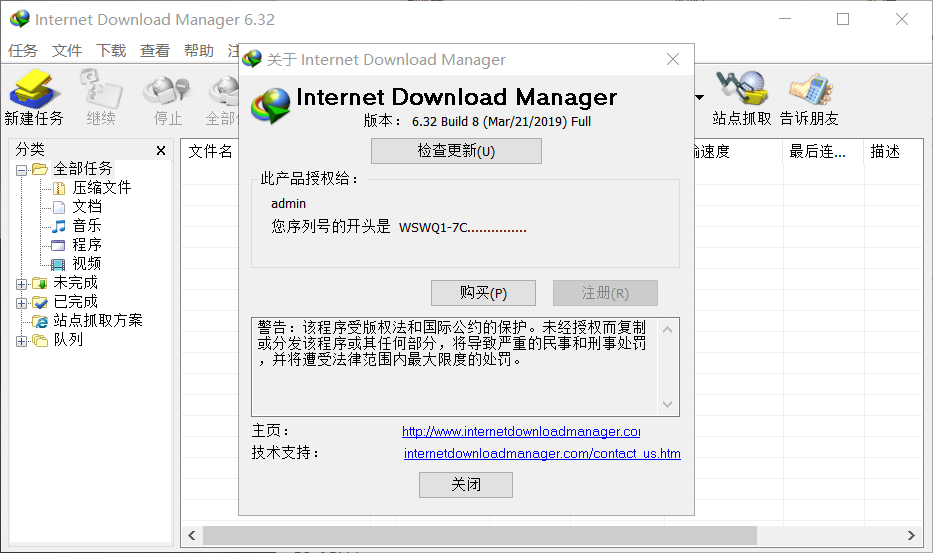 Internet Download Manager 6.32
任务 文件 下载 查看 帮助
关于 Internet Download Manager
Internet Download Manager
版本： 6.32 Build 8 (Mar/21/2019) Full
检查更新(U)
此产品授权给：
admin
您序列号的开头是 WSWQ1-7C...............
购买(P) 注册(R)
警告：该程序受版权法和国际公约的保护。未经授权而复制
或分发该程序或其任何部分，将导致严重的民事和刑事处罚
，并将遭受法律范围内最大限度的处罚。
主页： http://www.internetdownloadmanager.co
技术支持： internetdownloadmanager.com/contact_us.htm
关闭
新建任务 继续 停止 全部 站点抓取 告诉朋友
分类
全部任务
压缩文件
文档
音乐
程序
视频
未完成
已完成
站点抓取方案
队列
文件名 速度 最后连... 描述